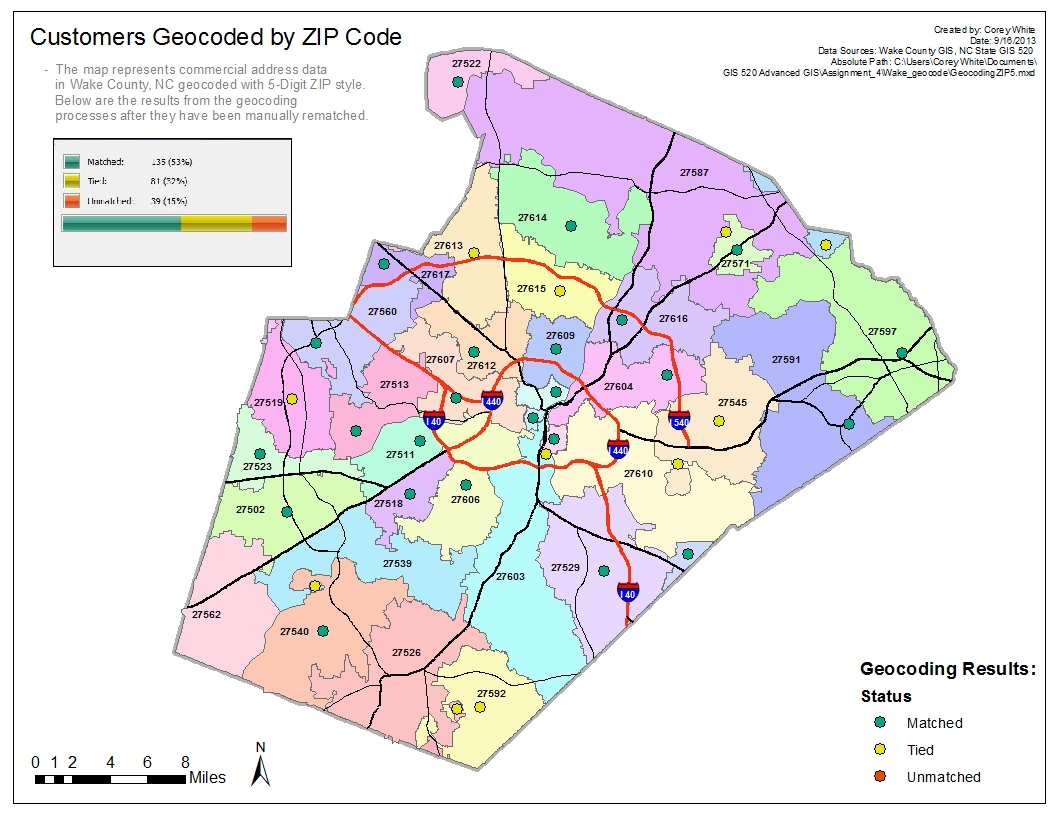 Customers Geocoded by ZIP Code
- The map represents commercial address data
in Wake County, NC geocoded with 5-Digit ZIP style.
Below are the results from the geocoding
processes after they have been manually rematched.
Created by: Corey White
Date: 9/16/2013
Data Sources: Wake County GIS, NC State GIS 520
Absolute Path: C:\Users\Corey White\Documents\
GIS 520 Advanced GIS\Assignment_4\Wake_geocode\GeocodingZIP5.mxd
Matched: 135 (53%)
Tied: 81 (32%)
Unmatched: 39 (15%)
27522
27587
27614
27613
27571
27617
27615
27560
27616
27609
27597
27607
27612
27591
27513
27604
27519
27545
I 440
I 40
I 540
I 440
27511
27523
27610
27518
27606
27502
27539
27529
27603
I 40
27562
27540
27526
27592
Geocoding Results:
Status
Matched
Tied
Unmatched
N
0 1 2 4 6 8
Miles